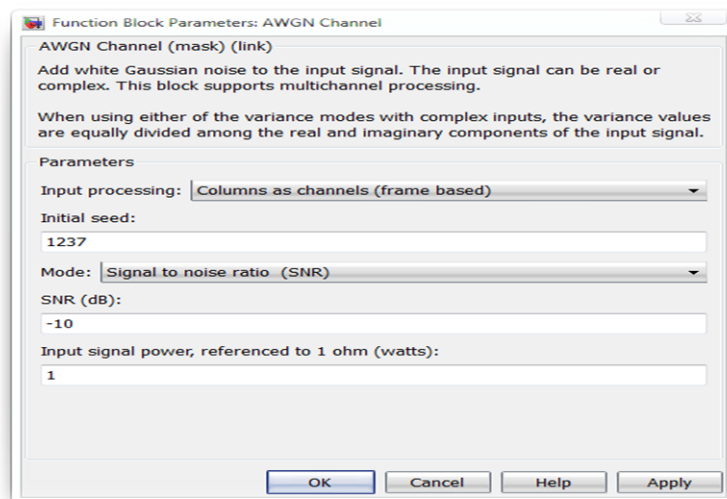 Function Block Parameters: AWGN Channel
AWGN Channel (mask) (link)
Add white Gaussian noise to the input signal. The input signal can be real or
complex. This block supports multichannel processing.
When using either of the variance modes with complex inputs, the variance values
are equally divided among the real and imaginary components of the input signal.
Parameters
Input processing: Columns as channels (frame based)
Initial seed:
1237
Mode: Signal to noise ratio (SNR)
SNR (dB):
-10
Input signal power, referenced to 1 ohm (watts):
1
OK Cancel Help Apply